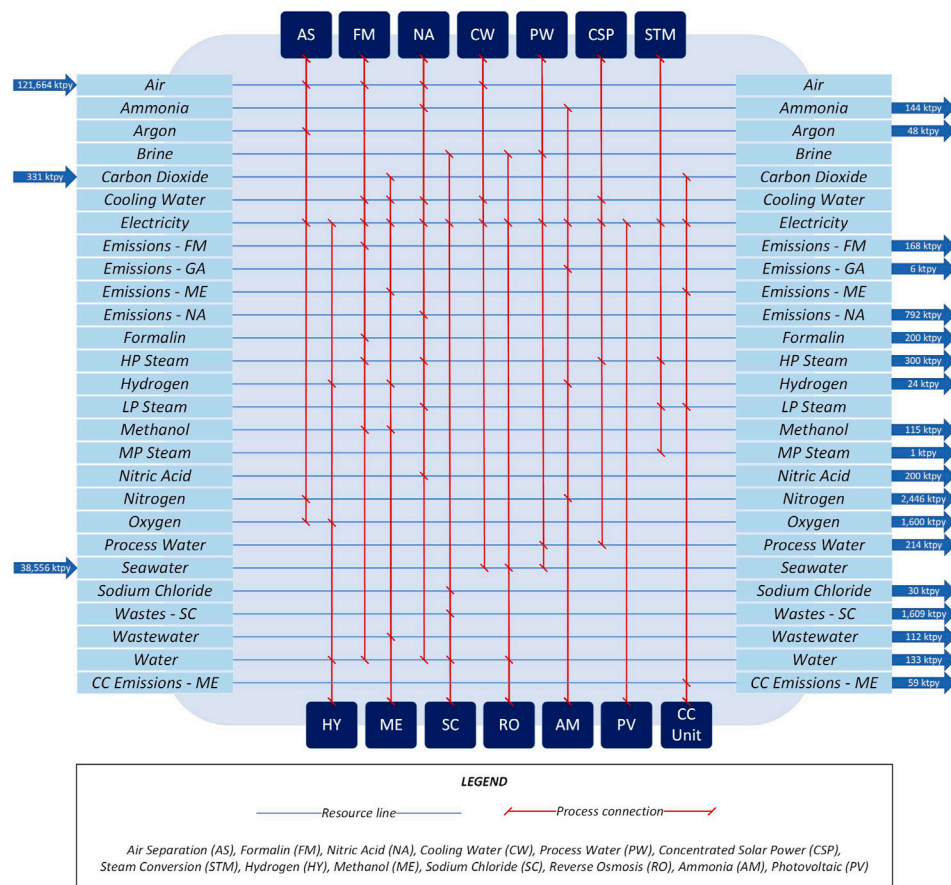 AS FM NA CW PW CSP STM
121,664 ktpy Air Air
Ammonia Ammonia 144 ktpy
Argon Argon 48 ktpy
Brine Brine
331 ktpy Carbon Dioxide Carbon Dioxide
Cooling Water Cooling Water
Electricity Electricity
Emissions - FM Emissions - FM 168 ktpy
Emissions - GA Emissions - GA 6 ktpy
Emissions - ME Emissions - ME
Emissions - NA Emissions - NA 792 ktpy
Formalin Formalin 200 ktpy
HP Steam HP Steam 300 ktpy
Hydrogen Hydrogen 24 ktpy
LP Steam LP Steam
Methanol Methanol 115 ktpy
MP Steam MP Steam 1 ktpy
Nitric Acid Nitric Acid 200 ktpy
Nitrogen Nitrogen 2,446 ktpy
Oxygen Oxygen 1,600 ktpy
Process Water Process Water 214 ktpy
38,556 ktpy Seawater Seawater
Sodium Chloride Sodium Chloride 30 ktpy
Wastes - SC Wastes - SC 1,609 ktpy
Wastewater Wastewater 112 ktpy
Water Water 133 ktpy
CC Emissions - ME CC Emissions - ME 59 ktpy
HY ME SC RO AM PV CC
Unit
LEGEND
Resource line Process connection
Air Separation (AS), Formalin (FM), Nitric Acid (NA), Cooling Water (CW), Process Water (PW), Concentrated Solar Power (CSP),
Steam Conversion (STM), Hydrogen (HY), Methanol (ME), Sodium Chloride (SC), Reverse Osmosis (RO), Ammonia (AM), Photovoltaic (PV)